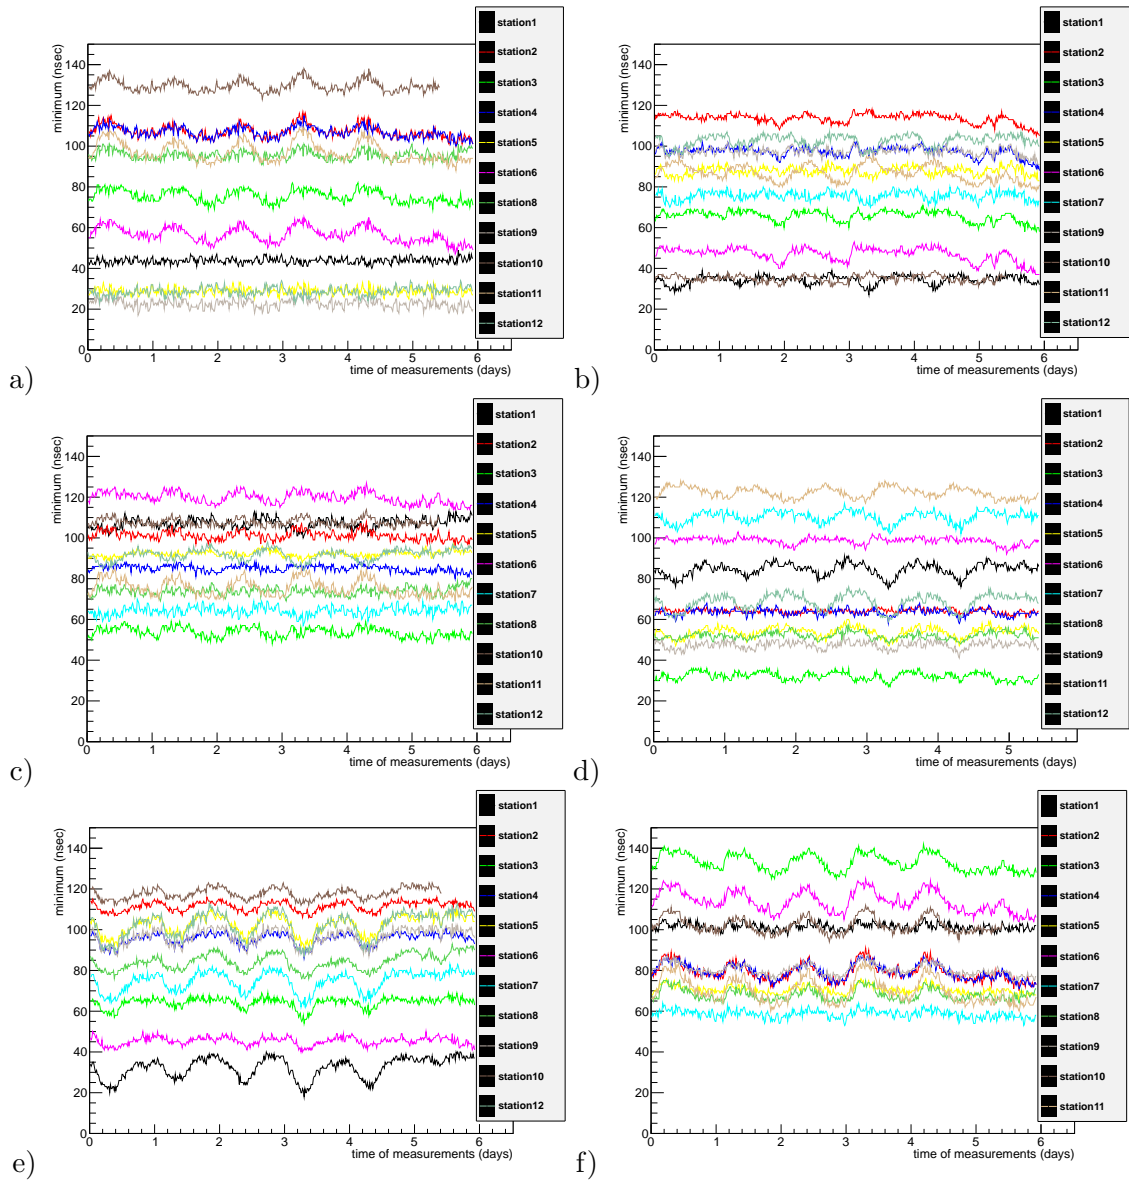 a)
minimum (nsec)
140
120
100
80
60
40
20
0
0 1 2 3 4 5 6
time of measurements (days)
station1
station2
station3
station4
station5
station6
station8
station9
station10
station11
station12
b)
minimum (nsec)
140
120
100
80
60
40
20
0
0 1 2 3 4 5 6
time of measurements (days)
station1
station2
station3
station4
station5
station6
station7
station9
station10
station11
station12
c)
minimum (nsec)
140
120
100
80
60
40
20
0
0 1 2 3 4 5 6
time of measurements (days)
station1
station2
station3
station4
station5
station6
station7
station8
station10
station11
station12
d)
minimum (nsec)
140
120
100
80
60
40
20
0
0 1 2 3 4 5
time of measurements (days)
station1
station2
station3
station4
station5
station6
station7
station8
station9
station11
station12
e)
minimum (nsec)
140
120
100
80
60
40
20
0
0 1 2 3 4 5 6
time of measurements (days)
station1
station2
station3
station4
station5
station6
station7
station8
station9
station10
station12
f)
minimum (nsec)
140
120
100
80
60
40
20
0
0 1 2 3 4 5 6
time of measurements (days)
station1
station2
station3
station4
station5
station6
station7
station8
station9
station10
station11